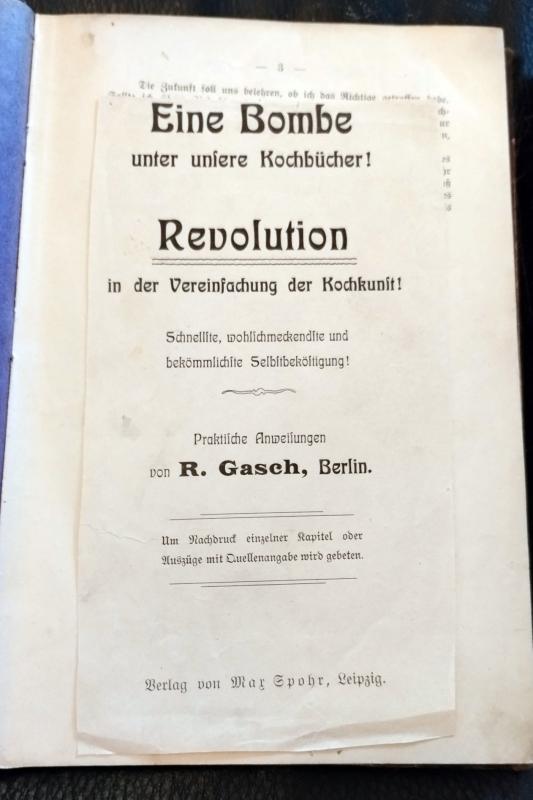 — 3 —
Die Zukunft soll uns belehren, ob ich das Richtige getroffen habe.
Eine Bombe
unter unsere Kochbücher!
Revolution
in der Vereinfachung der Kochkunst!
Schnellste, wohlschmeckendste und
bekömmlichste Selbstbeköstigung!
Praktische Anweisungen
von R. Gasch, Berlin.
Um Nachdruck einzelner Kapitel oder
Auszüge mit Quellenangabe wird gebeten.
Verlag von Max Spohr, Leipzig.